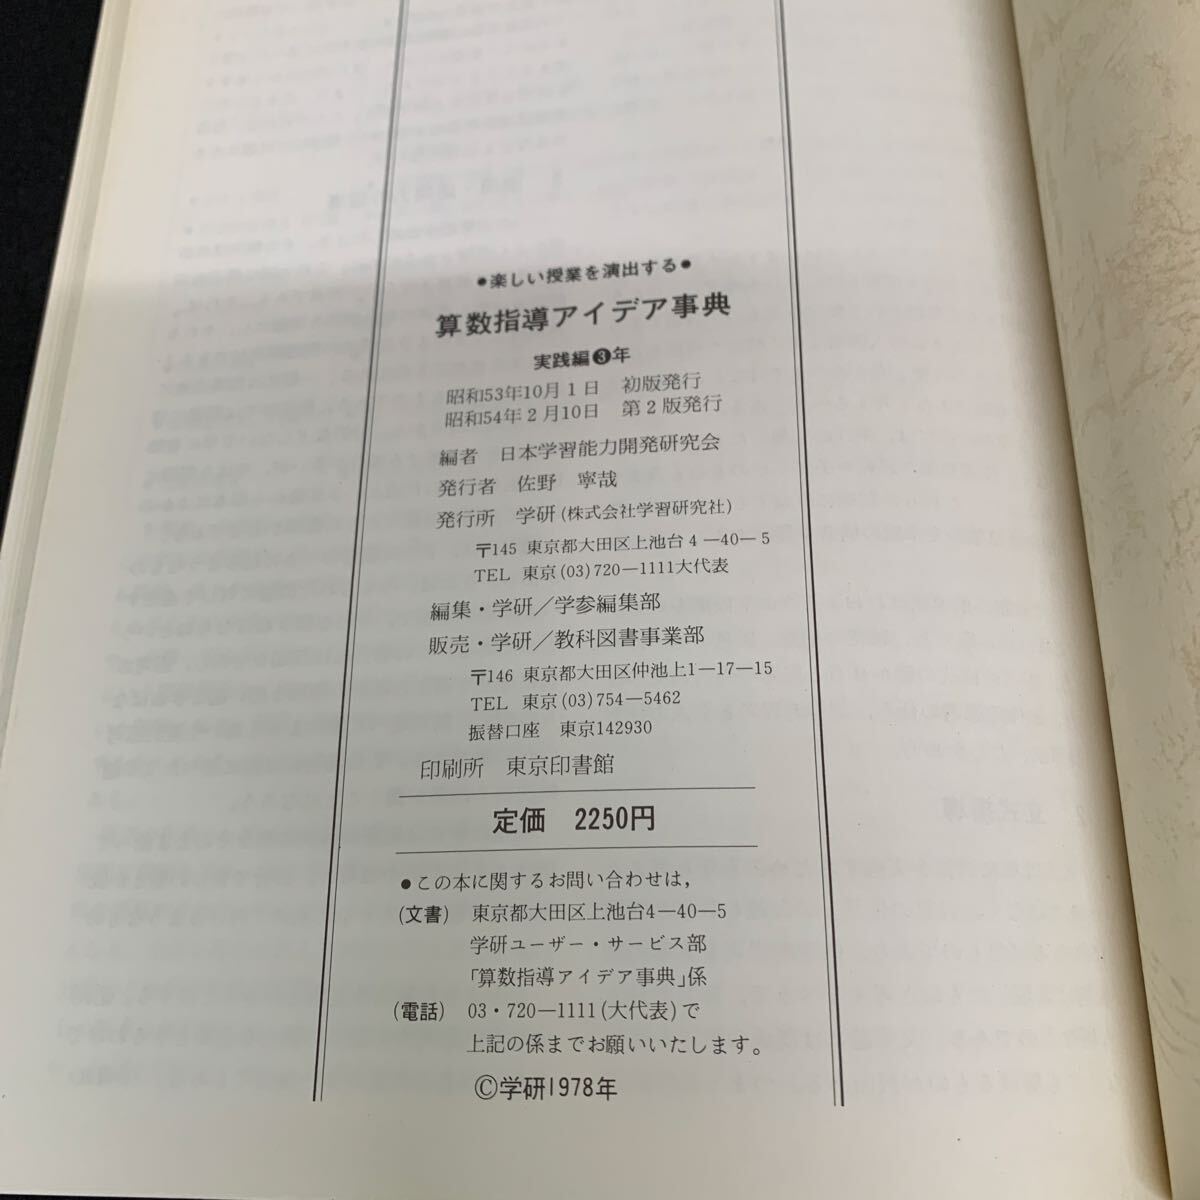 ●楽しい授業を演出する●
算数指導アイデア事典
実践編❸年
昭和53年10月1日 初版発行
昭和54年2月10日 第2版発行
編者 日本学習能力開発研究会
発行者 佐野 寧哉
発行所 学研(株式会社学習研究社)
〒145 東京都大田区上池台4―40―5
TEL 東京(03)720―1111大代表
編集・学研/学参編集部
販売・学研/教科図書事業部
〒146 東京都大田区仲池上1―17―15
TEL 東京(03)754―5462
振替口座 東京142930
印刷所 東京印書館
定価 2250円
●この本に関するお問い合わせは,
(文書) 東京都大田区上池台4―40―5
学研ユーザー・サービス部
「算数指導アイデア事典」係
(電話) 03・720―1111(大代表)で
上記の係までお願いいたします。
©学研1978年